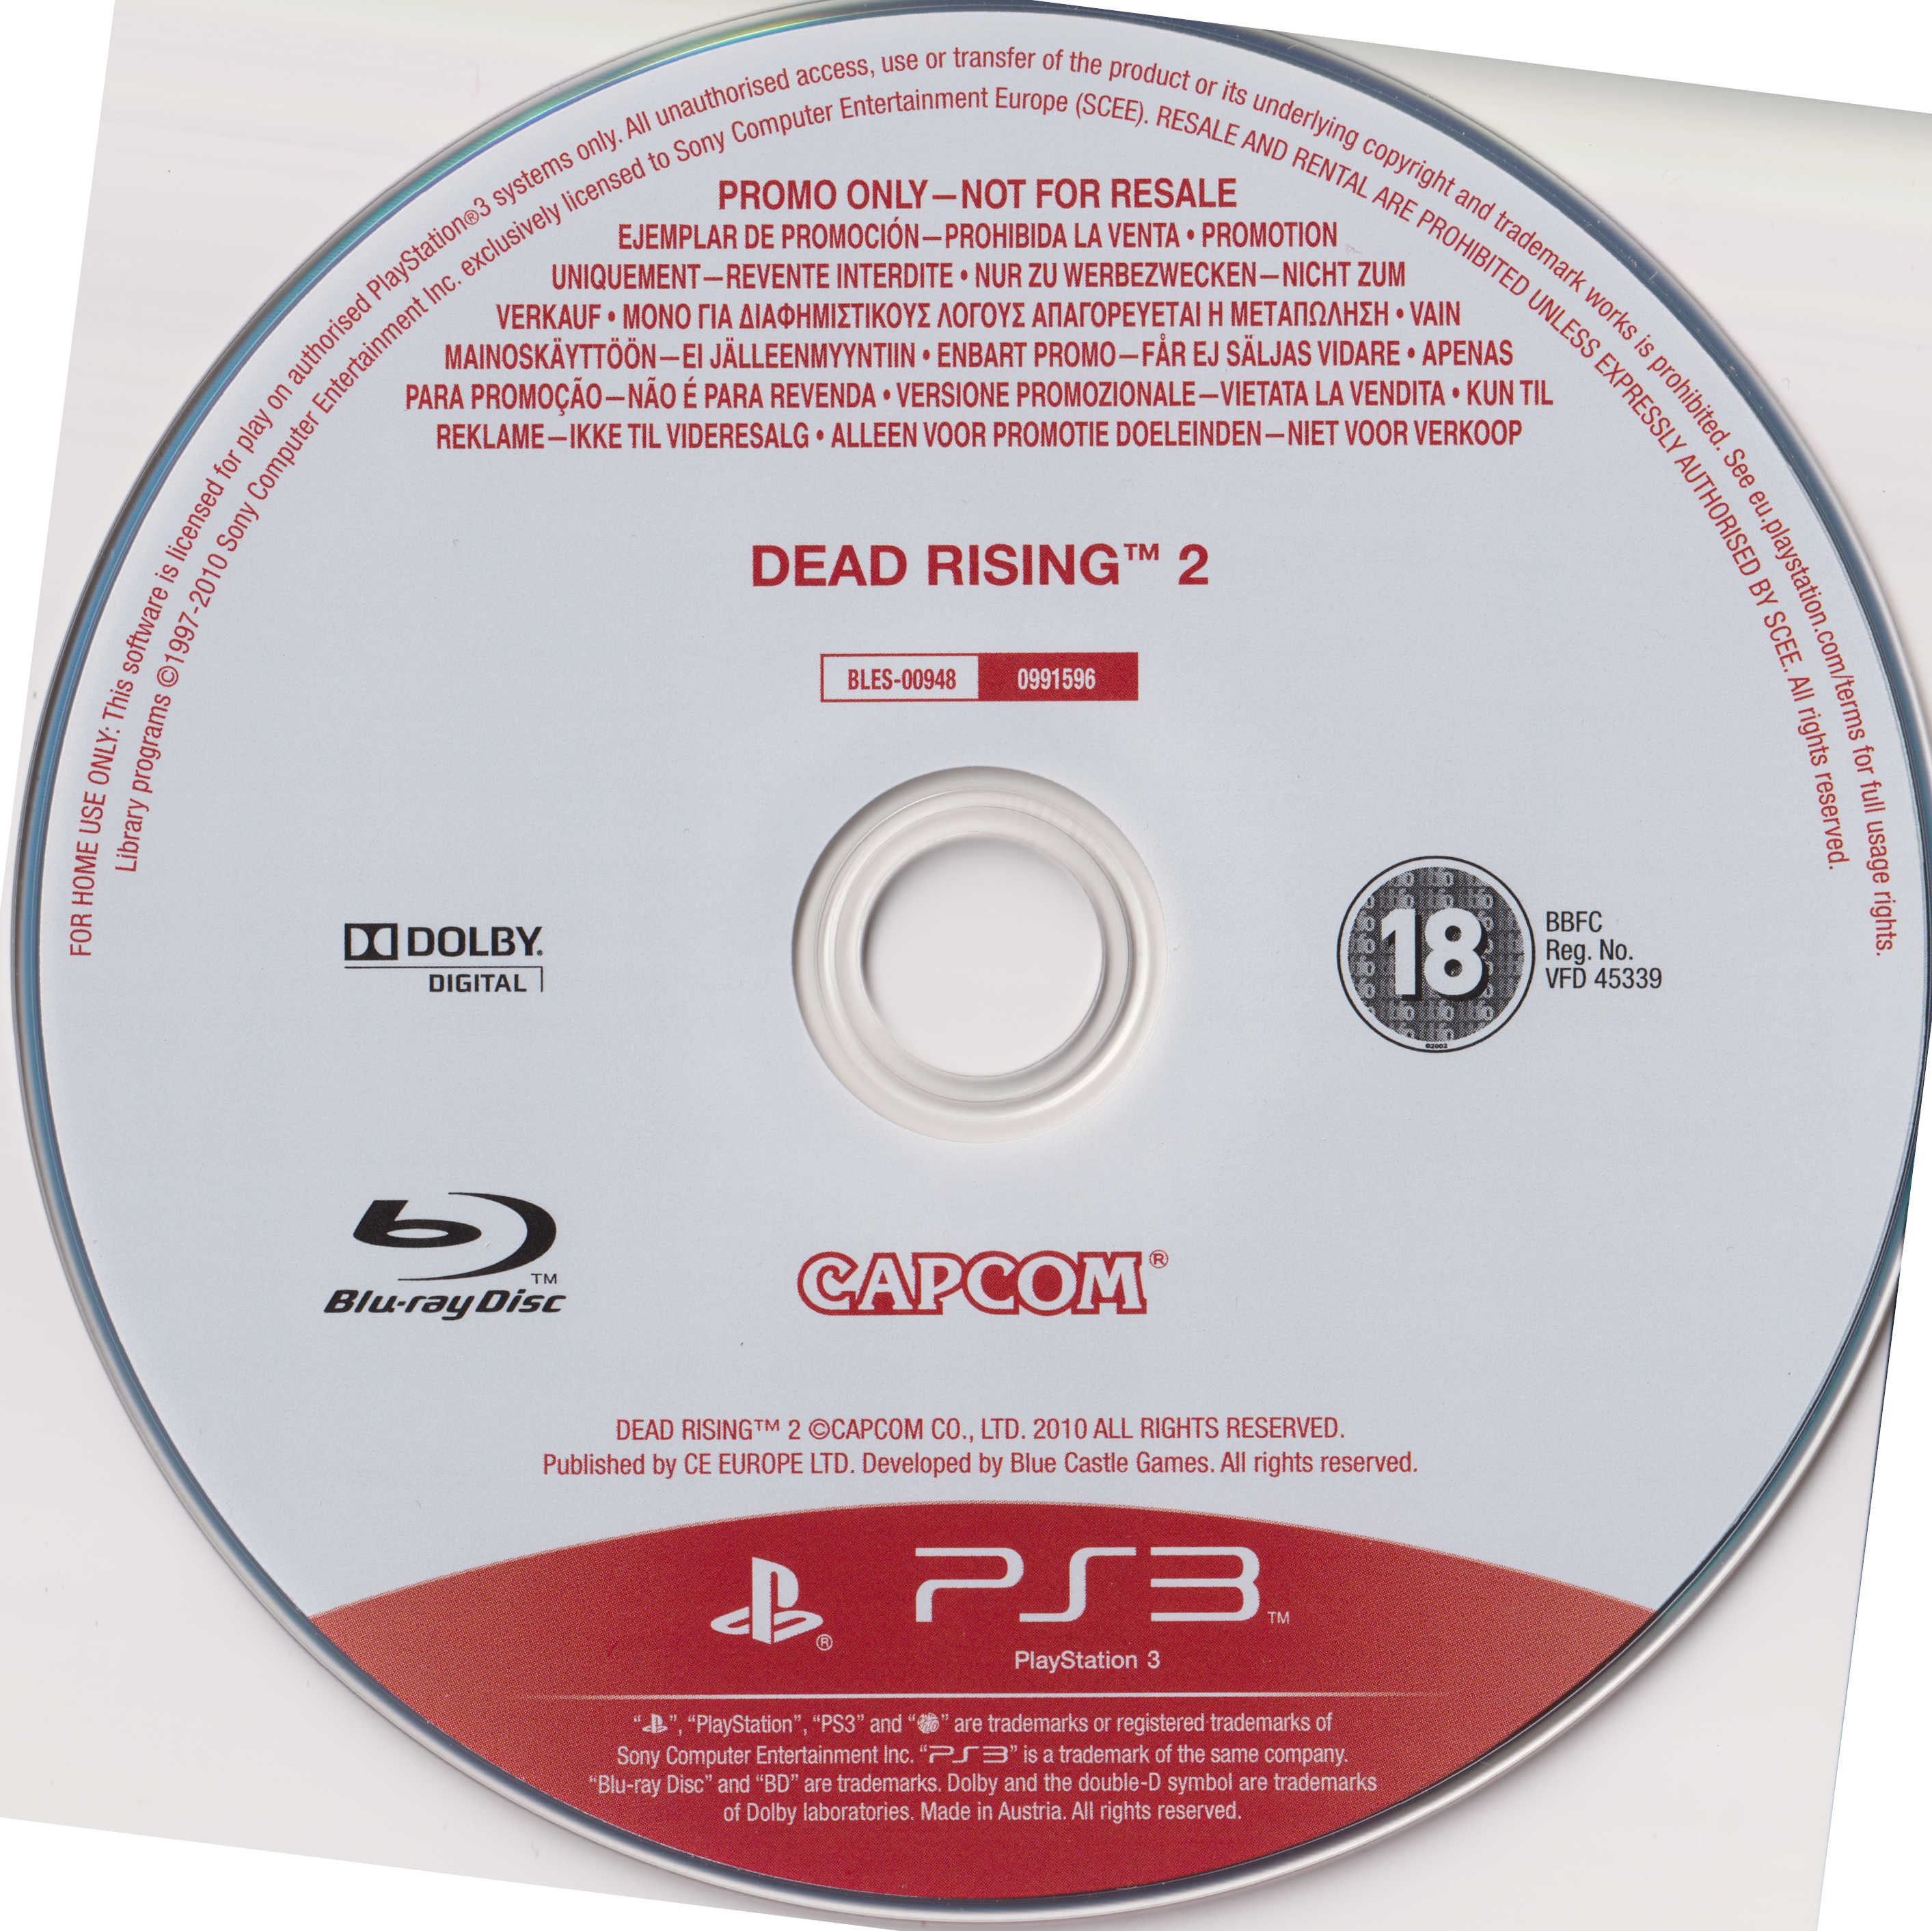 FOR HOME USE ONLY: This software is licensed for play on authorised PlayStation®3 systems only. All unauthorised access, use or transfer of the product or its underlying copyright and trademark works is prohibited. See eu.playstation.com/terms for full usage rights.
Library programs ©1997-2010 Sony Computer Entertainment Inc. exclusively licensed to Sony Computer Entertainment Europe (SCEE). RESALE AND RENTAL ARE PROHIBITED UNLESS EXPRESSLY AUTHORISED BY SCEE. All rights reserved.
PROMO ONLY—NOT FOR RESALE
EJEMPLAR DE PROMOCIÓN—PROHIBIDA LA VENTA • PROMOTION
UNIQUEMENT—REVENTE INTERDITE • NUR ZU WERBEZWECKEN—NICHT ZUM
VERKAUF • ΜΟΝΟ ΓΙΑ ΔΙΑΦΗΜΙΣΤΙΚΟΥΣ ΛΟΓΟΥΣ ΑΠΑΓΟΡΕΥΕΤΑΙ Η ΜΕΤΑΠΩΛΗΣΗ • VAIN
MAINOSKÄYTTÖÖN—EI JÄLLEENMYYNTIIN • ENBART PROMO—FÅR EJ SÄLJAS VIDARE • APENAS
PARA PROMOÇÃO—NÃO É PARA REVENDA • VERSIONE PROMOZIONALE—VIETATA LA VENDITA • KUN TIL
REKLAME—IKKE TIL VIDERESALG • ALLEEN VOOR PROMOTIE DOELEINDEN—NIET VOOR VERKOOP
DEAD RISING™ 2
BLES-00948 0991596
DOLBY®
DIGITAL
18
©2002
BBFC
Reg. No.
VFD 45339
Blu-ray Disc™
CAPCOM®
DEAD RISING™ 2 ©CAPCOM CO., LTD. 2010 ALL RIGHTS RESERVED.
Published by CE EUROPE LTD. Developed by Blue Castle Games. All rights reserved.
® PS3™
PlayStation 3
“ ”, “PlayStation”, “PS3” and “ ” are trademarks or registered trademarks of
Sony Computer Entertainment Inc. “PS3” is a trademark of the same company.
“Blu-ray Disc” and “BD” are trademarks. Dolby and the double-D symbol are trademarks
of Dolby laboratories. Made in Austria. All rights reserved.